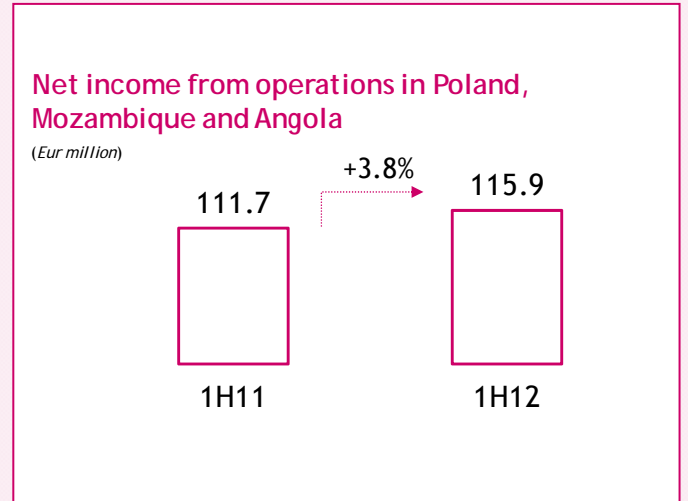 Net income from operations in Poland,
Mozambique and Angola
(Eur million)
+3.8%
111.7
115.9
1H11
1H12